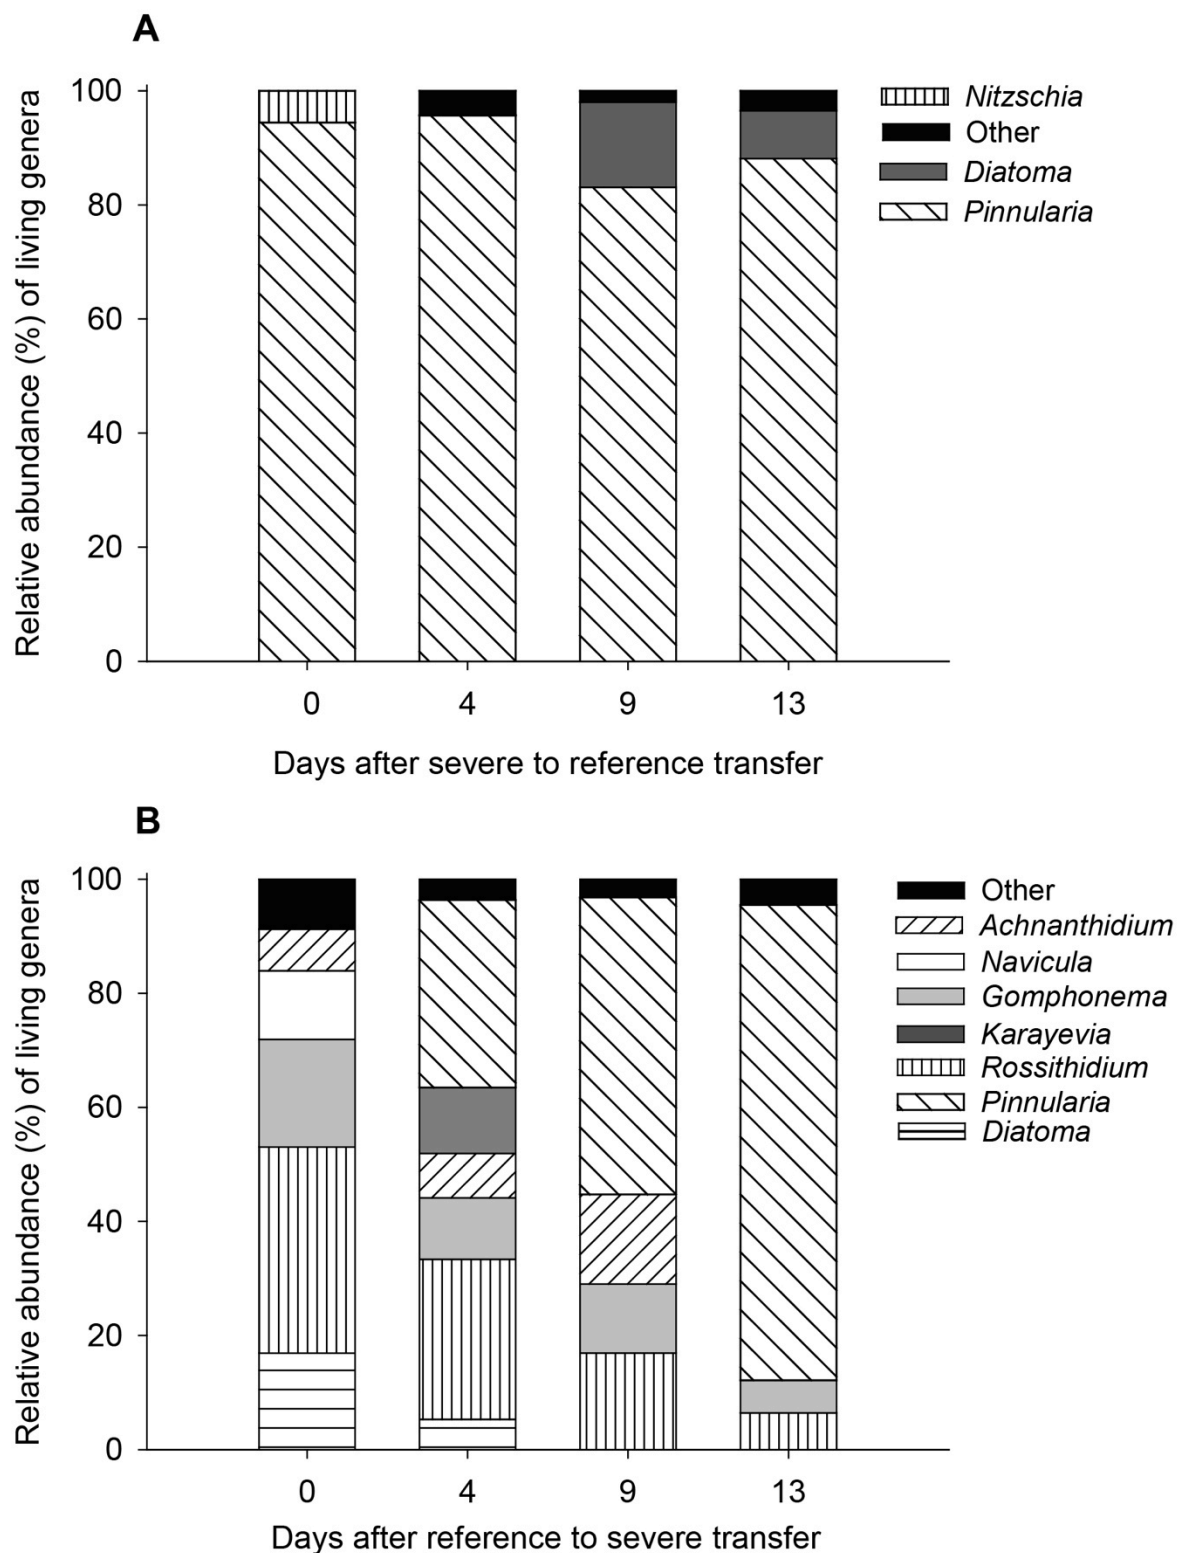 A
Relative abundance (%) of living genera
100
80
60
40
20
0
0 4 9 13
Days after severe to reference transfer
Nitzschia
Other
Diatoma
Pinnularia
B
Relative abundance (%) of living genera
100
80
60
40
20
0
0 4 9 13
Days after reference to severe transfer
Other
Achnanthidium
Navicula
Gomphonema
Karayevia
Rossithidium
Pinnularia
Diatoma